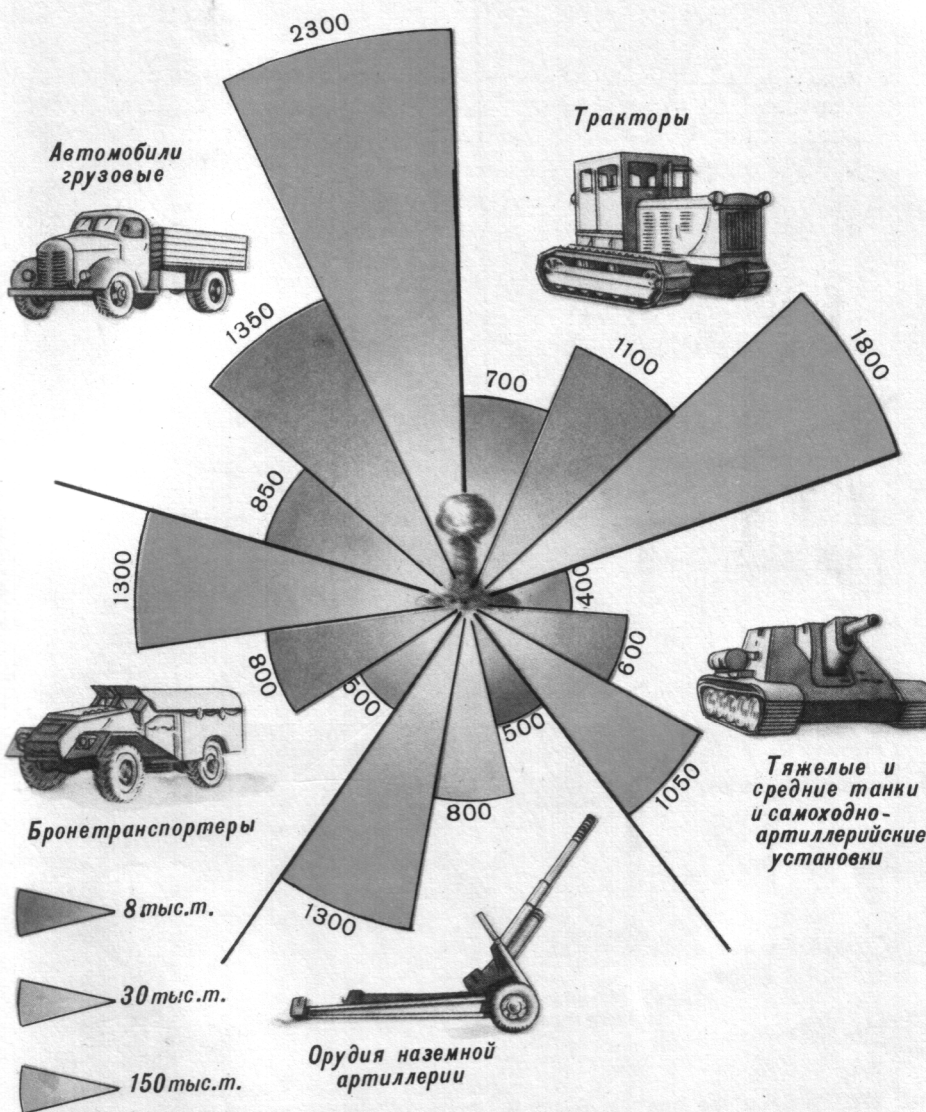 2300
Тракторы
Автомобили
грузовые
1350
700
1100
1800
850
1300
400
800
500
600
500
1050
800
1300
Тяжелые и
средние танки
и самоходно-
артиллерийские
установки
Бронетранспортеры
8 тыс.т.
30 тыс.т.
150 тыс.т.
Орудия наземной
артиллерии